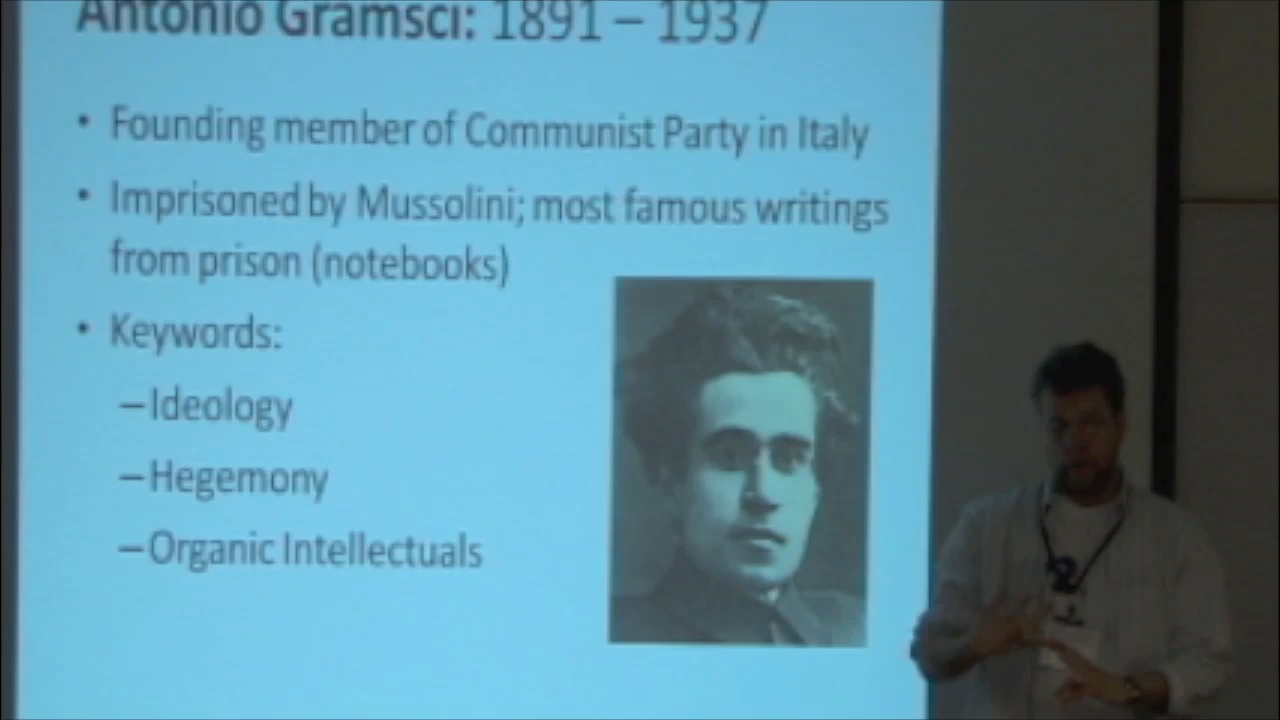 Antonio Gramsci: 1891 – 1937
• Founding member of Communist Party in Italy
• Imprisoned by Mussolini; most famous writings
from prison (notebooks)
• Keywords:
–Ideology
–Hegemony
–Organic Intellectuals